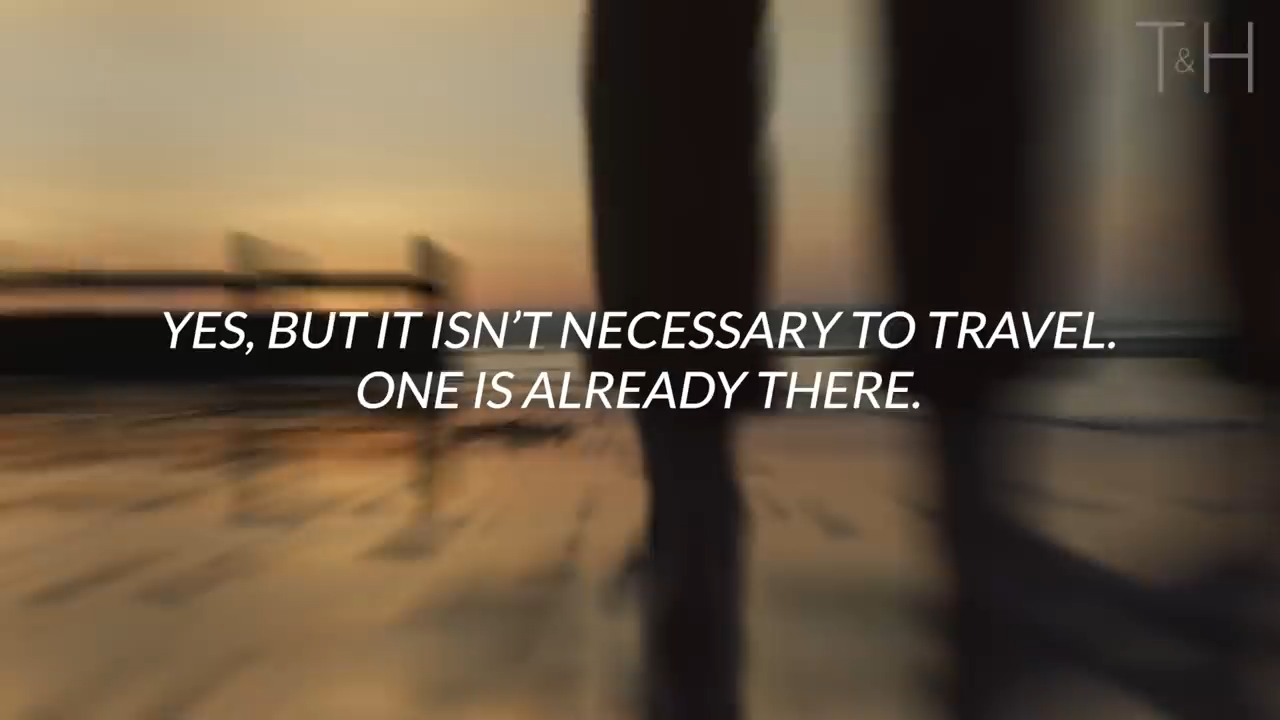 T&H
YES, BUT IT ISN’T NECESSARY TO TRAVEL.
ONE IS ALREADY THERE.